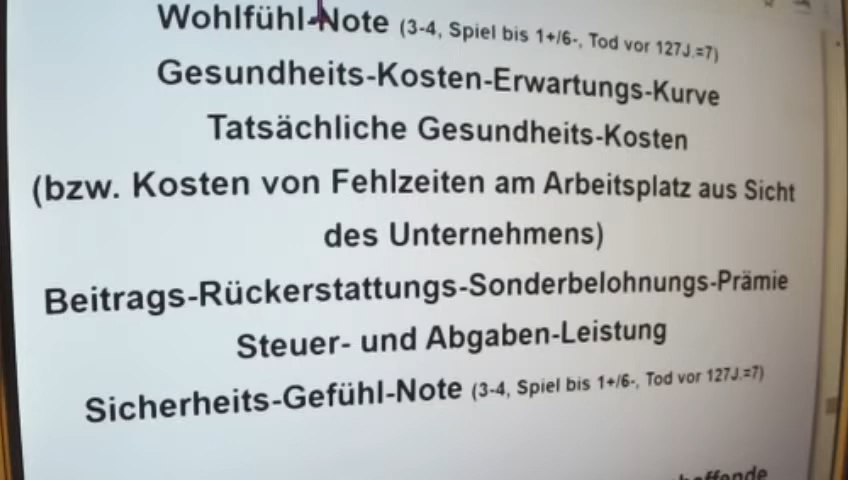 Wohlfühl-Note (3-4, Spiel bis 1+/6-, Tod vor 127J.=7)
Gesundheits-Kosten-Erwartungs-Kurve
Tatsächliche Gesundheits-Kosten
(bzw. Kosten von Fehlzeiten am Arbeitsplatz aus Sicht
des Unternehmens)
Beitrags-Rückerstattungs-Sonderbelohnungs-Prämie
Steuer- und Abgaben-Leistung
Sicherheits-Gefühl-Note (3-4, Spiel bis 1+/6-, Tod vor 127J.=7)